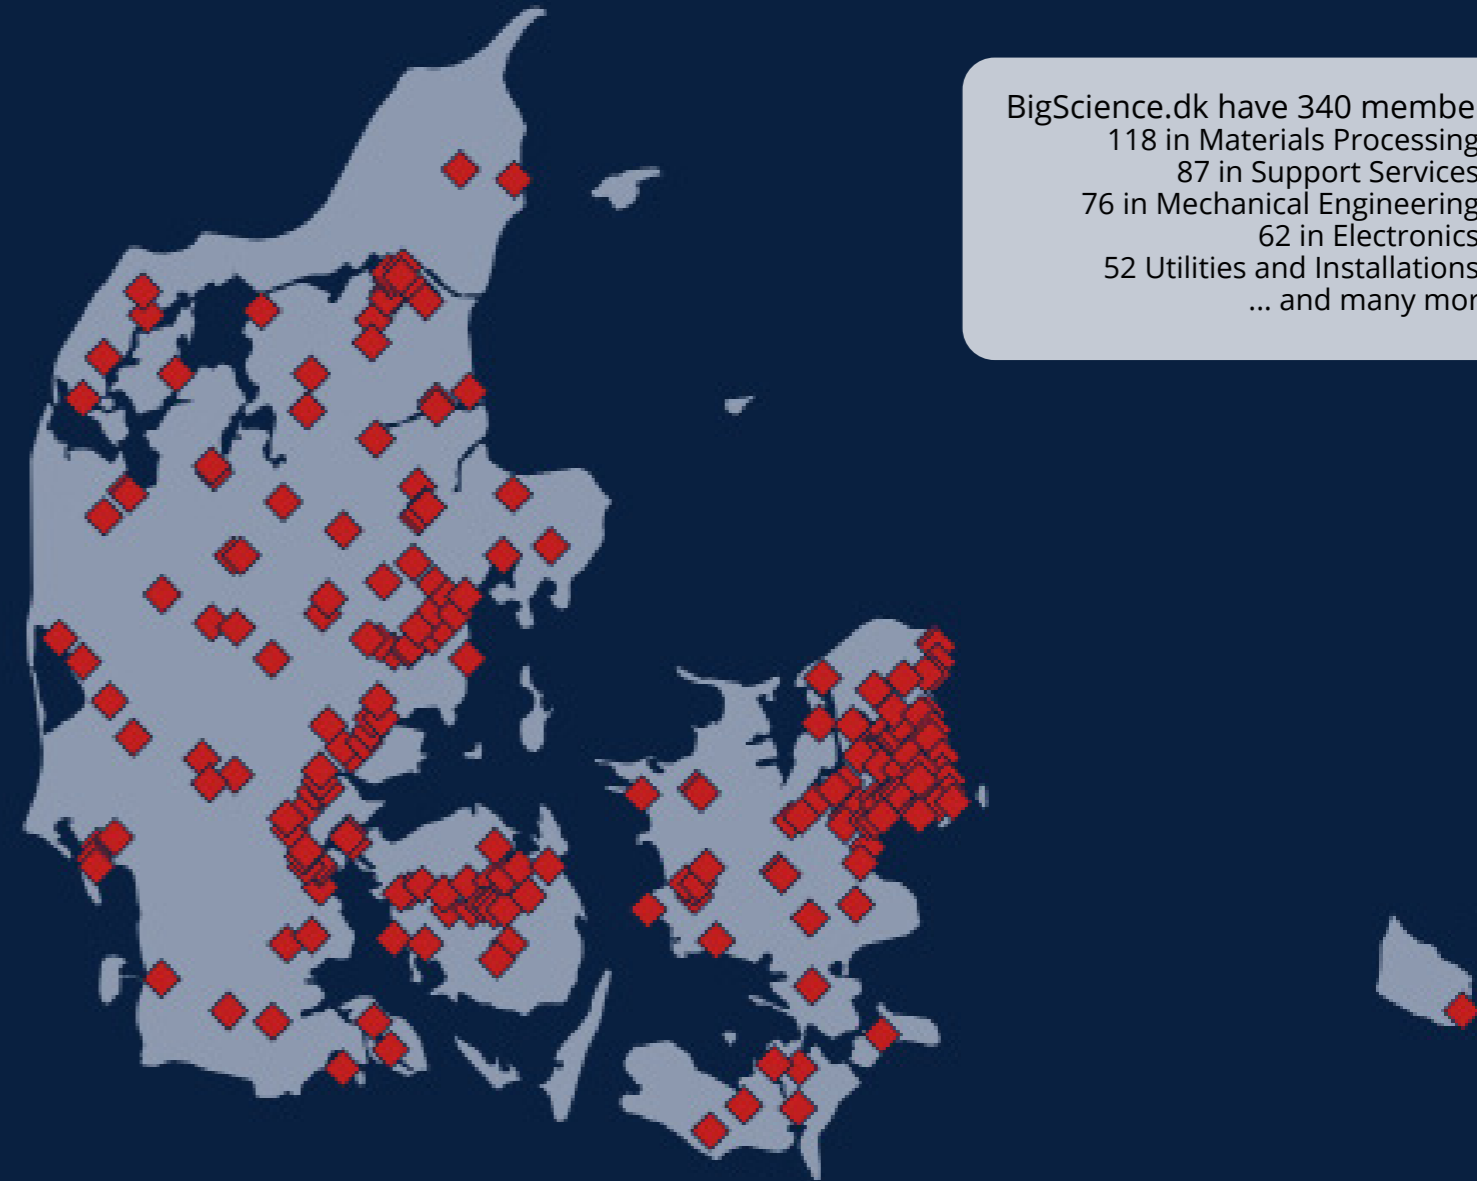 BigScience.dk have 340 membe
118 in Materials Processing
87 in Support Services
76 in Mechanical Engineering
62 in Electronics
52 Utilities and Installations
... and many mor